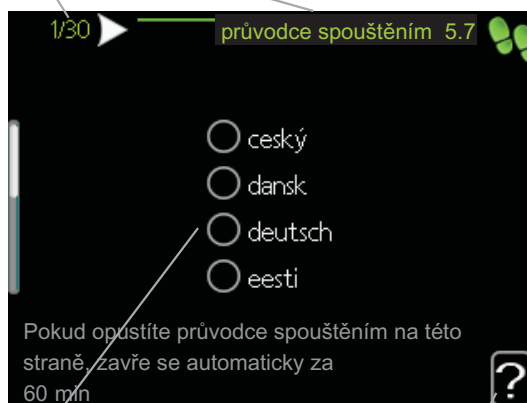 1/30
průvodce spouštěním 5.7
ceský
dansk
deutsch
eesti
Pokud opustíte průvodce spouštěním na této
straně, zavře se automaticky za
60 min
?